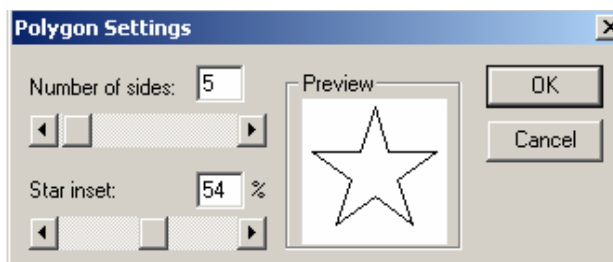 Polygon Settings
Number of sides: 5
Preview
OK
Cancel
Star inset: 54 %